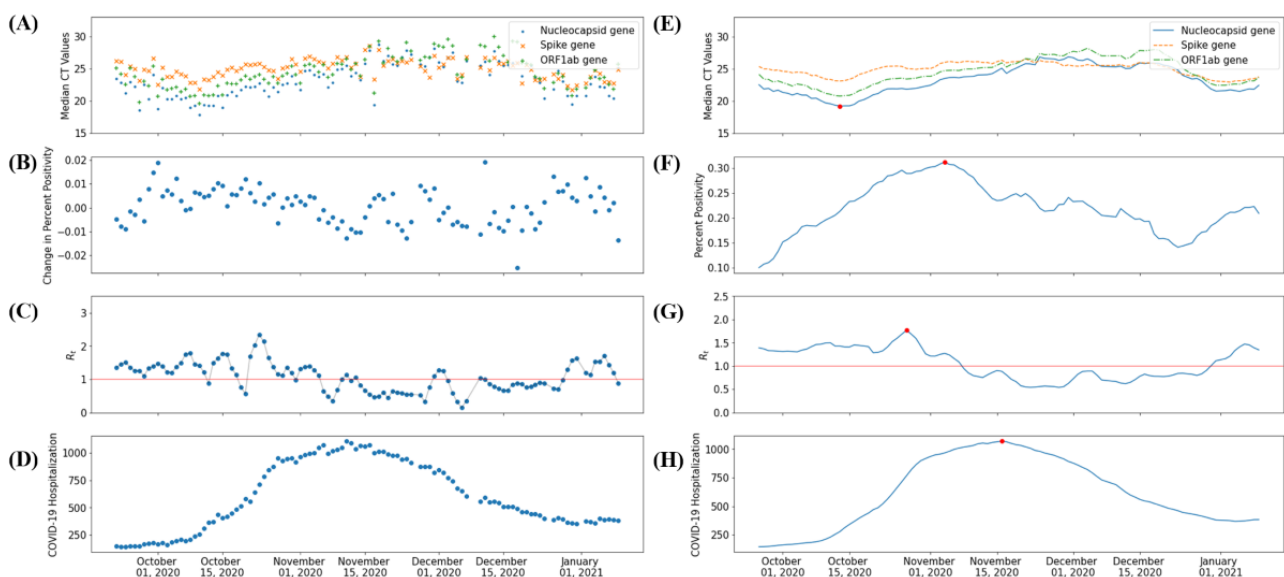 (A)
Median CT Values
30
25
20
15
Nucleocapsid gene
Spike gene
ORF1ab gene
(B)
Change in Percent Positivity
0.02
0.01
0.00
−0.01
−0.02
(C)
Rt
3
2
1
0
(D)
COVID-19 Hospitalization
1000
750
500
250
October
01, 2020
October
15, 2020
November
01, 2020
November
15, 2020
December
01, 2020
December
15, 2020
January
01, 2021
(E)
Median CT Values
30
25
20
15
Nucleocapsid gene
Spike gene
ORF1ab gene
(F)
Percent Positivity
0.30
0.25
0.20
0.15
0.10
(G)
Rt
2.5
2.0
1.5
1.0
0.5
0.0
(H)
COVID-19 Hospitalization
1000
750
500
250
October
01, 2020
October
15, 2020
November
01, 2020
November
15, 2020
December
01, 2020
December
15, 2020
January
01, 2021